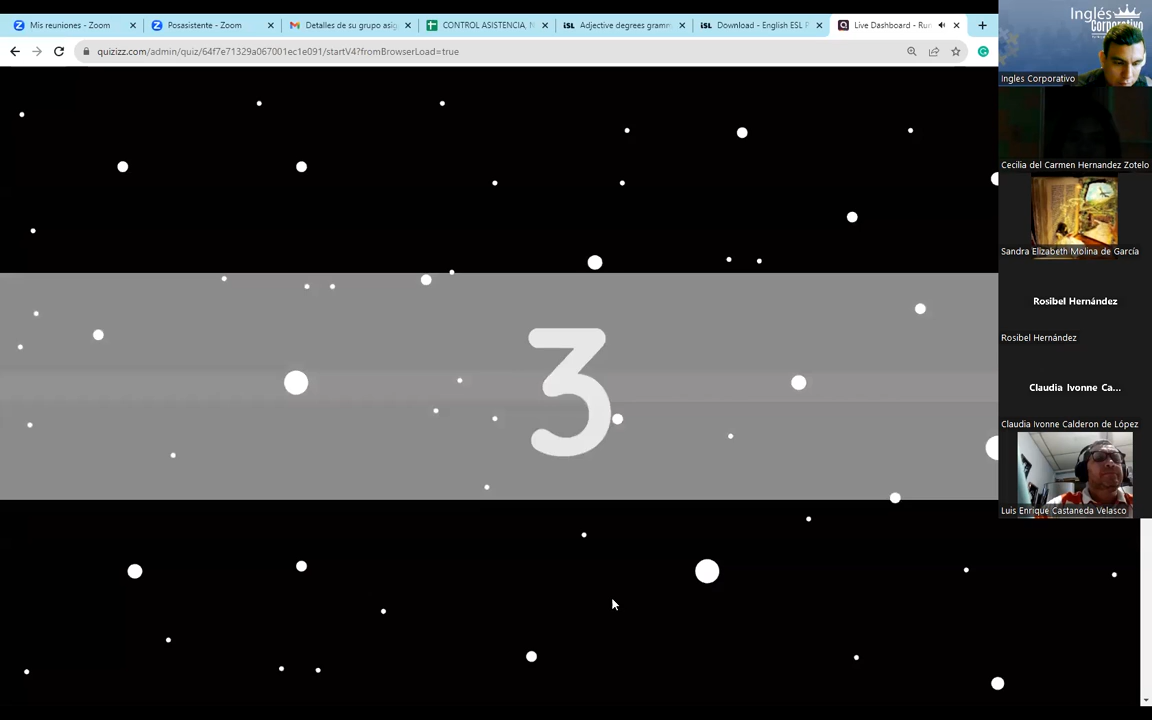 Mis reuniones - Zoom
Posasistente - Zoom
Detalles de su grupo asig
CONTROL ASISTENCIA, N
iSL Adjective degrees gramm
iSL Download - English ESL P
Live Dashboard - Run
quizizz.com/admin/quiz/64f7e71329a067001ec1e091/startV4?fromBrowserLoad=true
3
Inglés
Corporativo
Ingles Corporativo
Cecilia del Carmen Hernandez Zotelo
Sandra Elizabeth Molina de García
Rosibel Hernández
Rosibel Hernández
Claudia Ivonne Ca...
Claudia Ivonne Calderon de López
Luis Enrique Castaneda Velasco